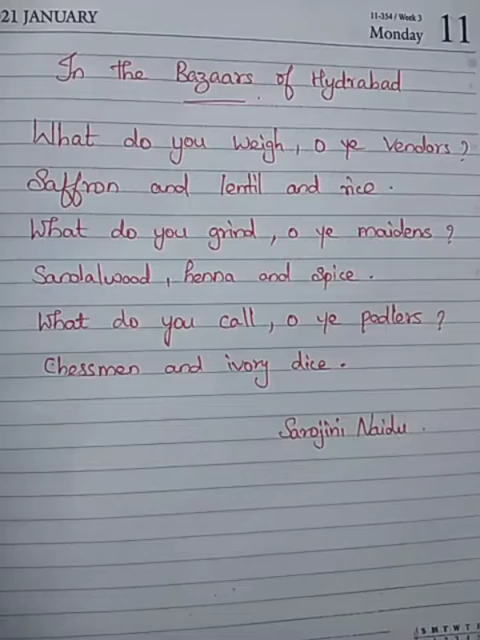 21 JANUARY
11-354 / Week 3
Monday 11
In the Bazaars of Hydrabad
What do you weigh, o ye vendors?
Saffron and lentil and rice.
What do you grind, o ye maidens?
Sandalwood, henna and spice.
What do you call, o ye pedlers?
Chessmen and ivory dice.
Sarojini Naidu.
S M T W T